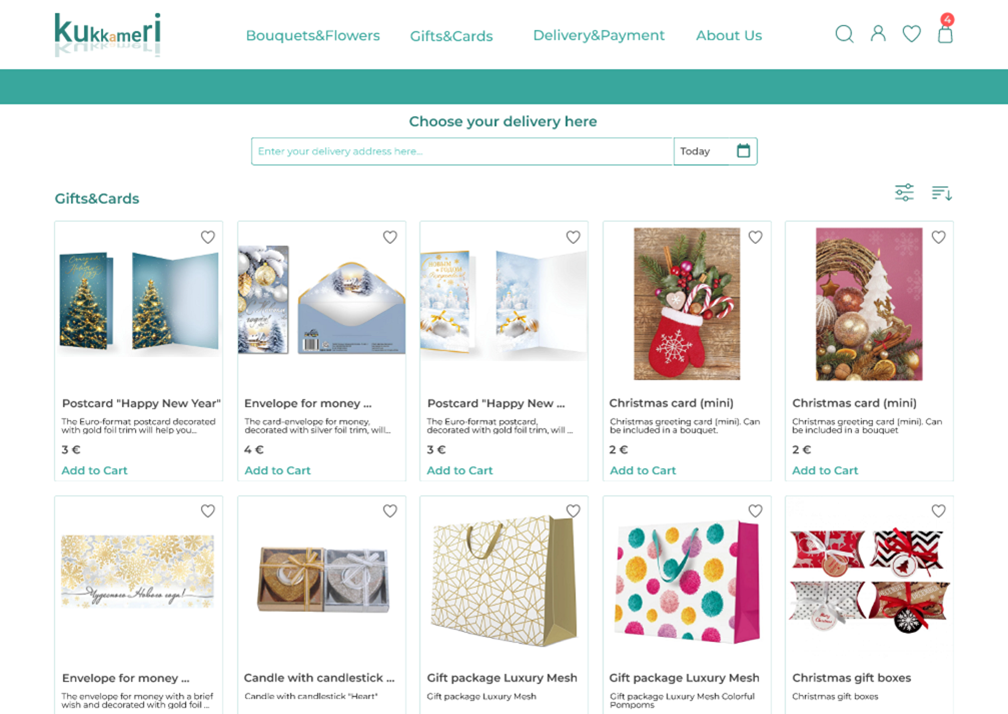 kukkameri
Bouquets&Flowers
Gifts&Cards
Delivery&Payment
About Us
4
Choose your delivery here
Enter your delivery address here...
Today
Gifts&Cards
Postcard "Happy New Year"
The Euro-format postcard decorated
with gold foil trim will help you...
3 €
Add to Cart
Envelope for money ...
The card-envelope for money,
decorated with silver foil trim, will...
4 €
Add to Cart
Postcard "Happy New ...
The Euro-format postcard,
decorated with gold foil trim, will ...
3 €
Add to Cart
Christmas card (mini)
Christmas greeting card (mini). Can
be included in a bouquet.
2 €
Add to Cart
Christmas card (mini)
Christmas greeting card (mini). Can
be included in a bouquet
2 €
Add to Cart
Чудесного Нового года!
Envelope for money ...
The envelope for money with a brief
wish and decorated with gold foil ...
Candle with candlestick ...
Candle with candlestick "Heart"
Gift package Luxury Mesh
Gift package Luxury Mesh
Gift package Luxury Mesh
Gift package Luxury Mesh Colorful
Pompoms
Christmas gift boxes
Christmas gift boxes